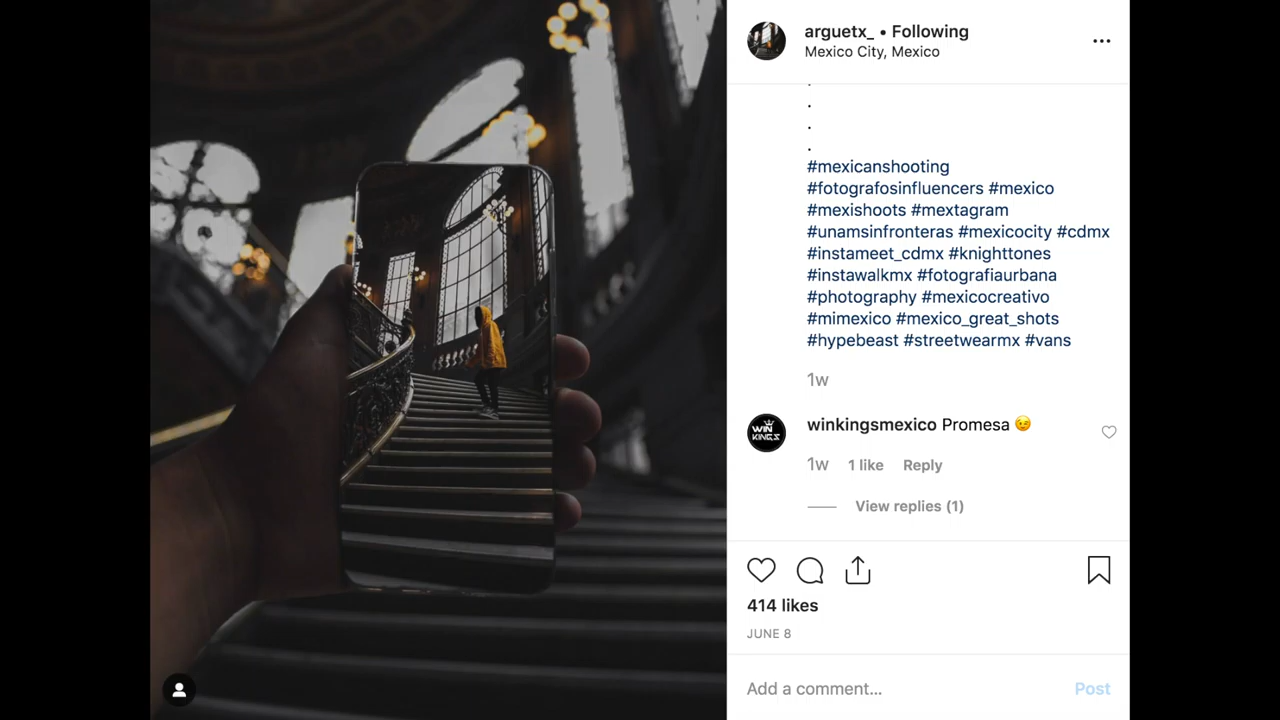 arguetx_ • Following
Mexico City, Mexico
#mexicanshooting
#fotografosinfluencers #mexico
#mexishoots #mextagram
#unamsinfronteras #mexicocity #cdmx
#instameet_cdmx #knighttones
#instawalkmx #fotografiaurbana
#photography #mexicocreativo
#mimexico #mexico_great_shots
#hypebeast #streetwearmx #vans
1w
WIN
KINGS
winkingsmexico Promesa 😉
1w 1 like Reply
View replies (1)
414 likes
JUNE 8
Add a comment... Post